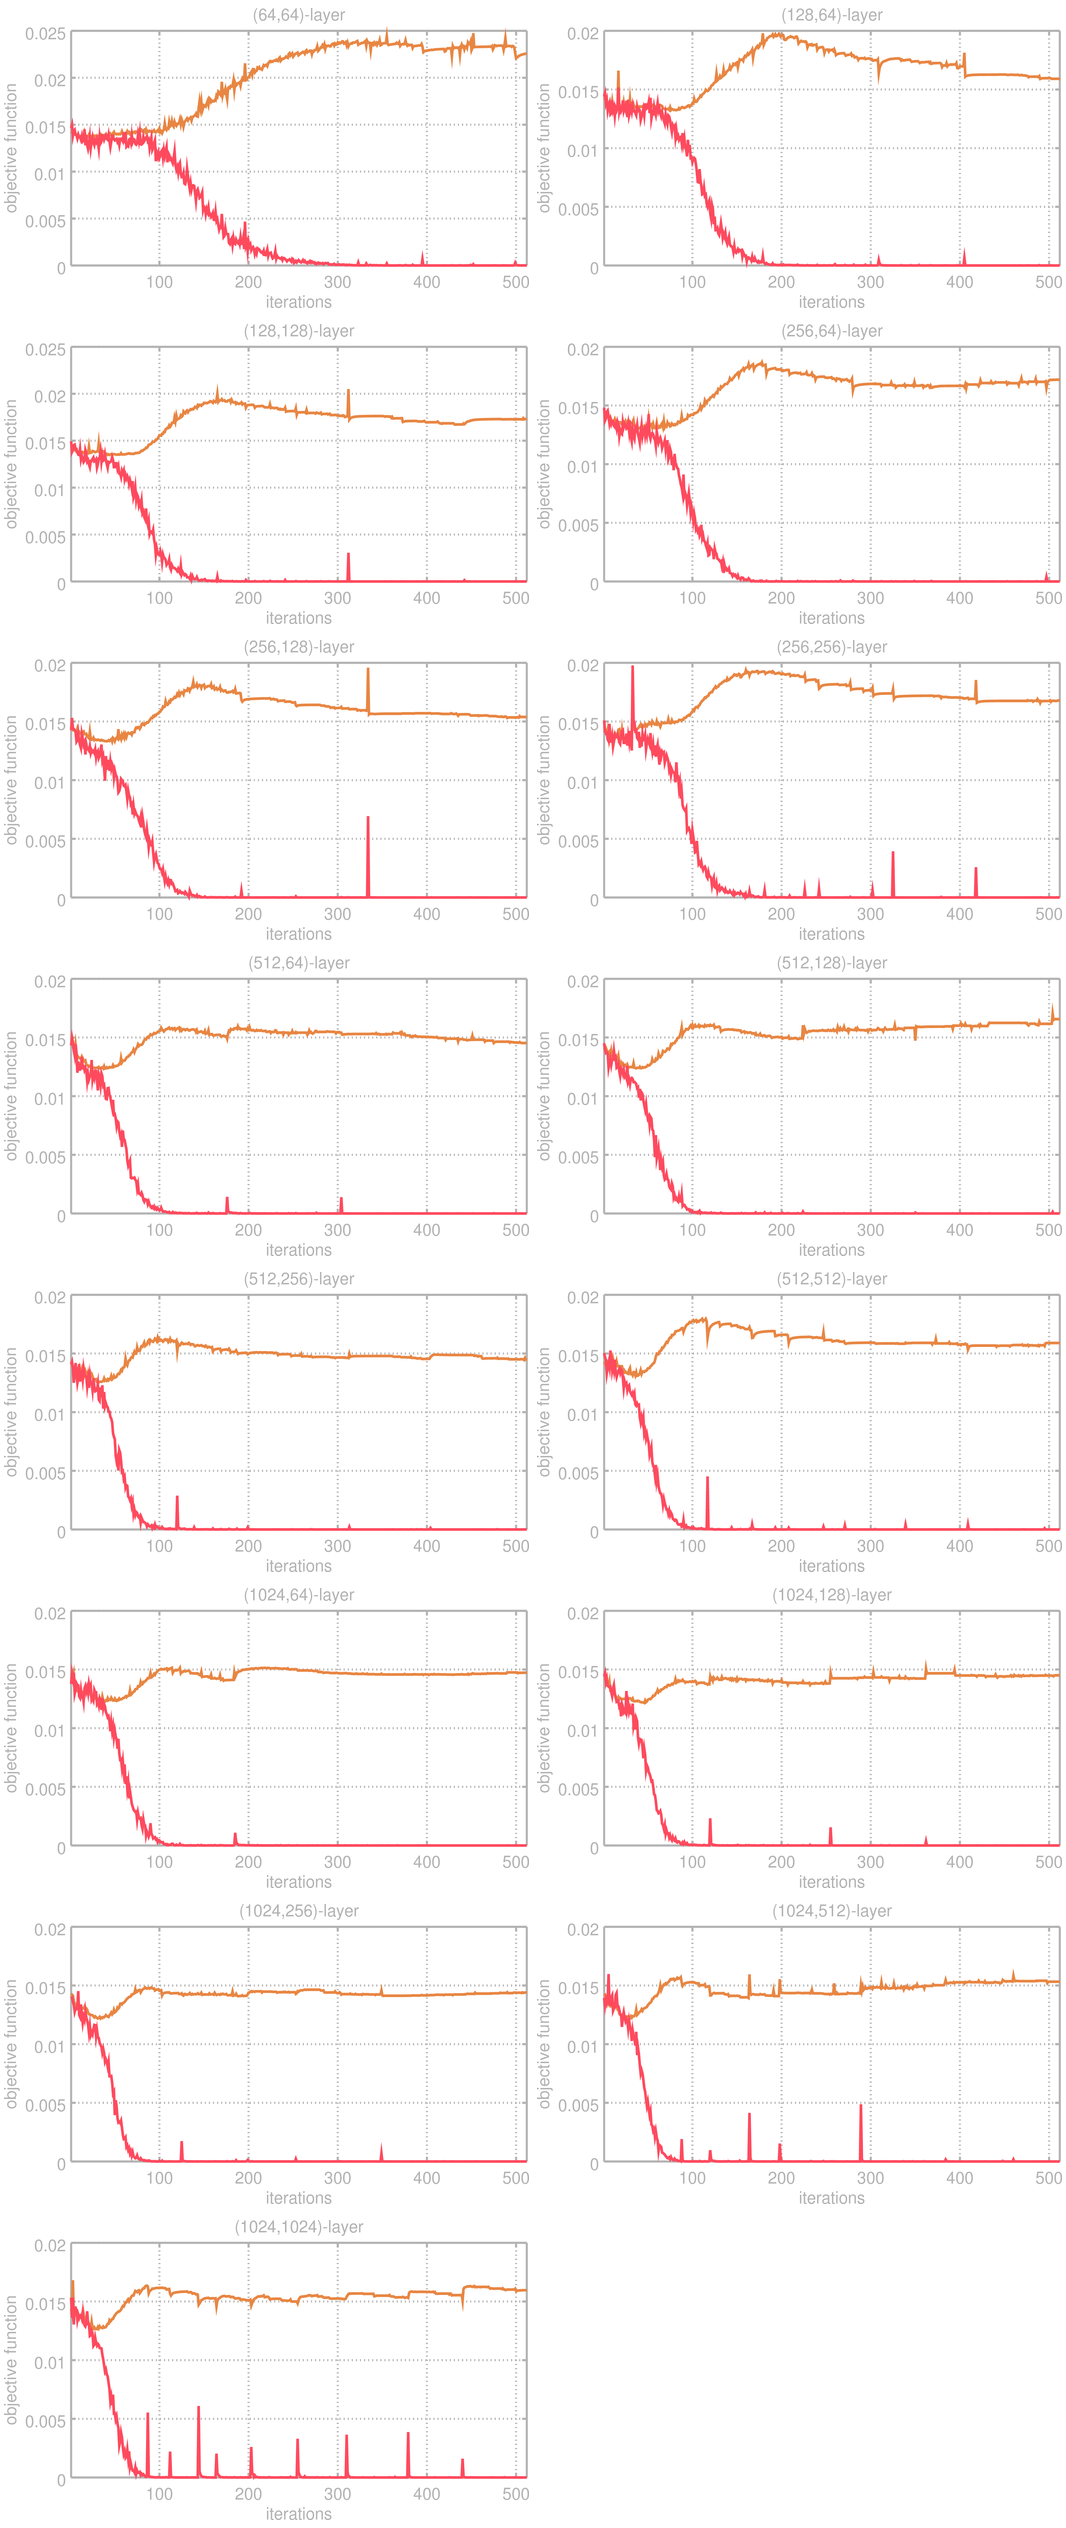 (64,64)-layer
0.025
0.02
0.015
0.01
0.005
0
objective function
100 200 300 400 500
iterations
(128,64)-layer
0.02
0.015
0.01
0.005
0
objective function
100 200 300 400 500
iterations
(128,128)-layer
0.025
0.02
0.015
0.01
0.005
0
objective function
100 200 300 400 500
iterations
(256,64)-layer
0.02
0.015
0.01
0.005
0
objective function
100 200 300 400 500
iterations
(256,128)-layer
0.02
0.015
0.01
0.005
0
objective function
100 200 300 400 500
iterations
(256,256)-layer
0.02
0.015
0.01
0.005
0
objective function
100 200 300 400 500
iterations
(512,64)-layer
0.02
0.015
0.01
0.005
0
objective function
100 200 300 400 500
iterations
(512,128)-layer
0.02
0.015
0.01
0.005
0
objective function
100 200 300 400 500
iterations
(512,256)-layer
0.02
0.015
0.01
0.005
0
objective function
100 200 300 400 500
iterations
(512,512)-layer
0.02
0.015
0.01
0.005
0
objective function
100 200 300 400 500
iterations
(1024,64)-layer
0.02
0.015
0.01
0.005
0
objective function
100 200 300 400 500
iterations
(1024,128)-layer
0.02
0.015
0.01
0.005
0
objective function
100 200 300 400 500
iterations
(1024,256)-layer
0.02
0.015
0.01
0.005
0
objective function
100 200 300 400 500
iterations
(1024,512)-layer
0.02
0.015
0.01
0.005
0
objective function
100 200 300 400 500
iterations
(1024,1024)-layer
0.02
0.015
0.01
0.005
0
objective function
100 200 300 400 500
iterations